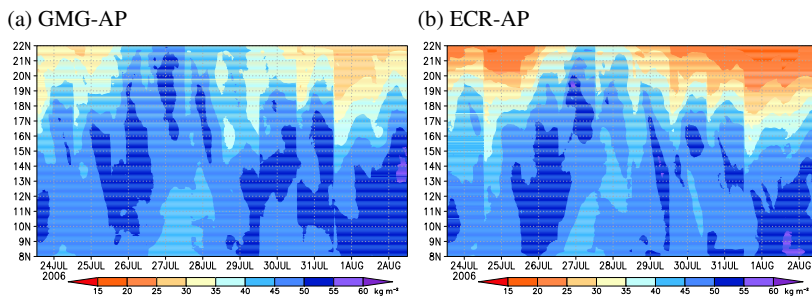 (a) GMG-AP
(b) ECR-AP
22N
21N
20N
19N
18N
17N
16N
15N
14N
13N
12N
11N
10N
9N
8N
24JUL 25JUL 26JUL 27JUL 28JUL 29JUL 30JUL 31JUL 1AUG 2AUG
2006
15 20 25 30 35 40 45 50 55 60 kg m⁻²
22N
21N
20N
19N
18N
17N
16N
15N
14N
13N
12N
11N
10N
9N
8N
24JUL 25JUL 26JUL 27JUL 28JUL 29JUL 30JUL 31JUL 1AUG 2AUG
2006
15 20 25 30 35 40 45 50 55 60 kg m⁻²